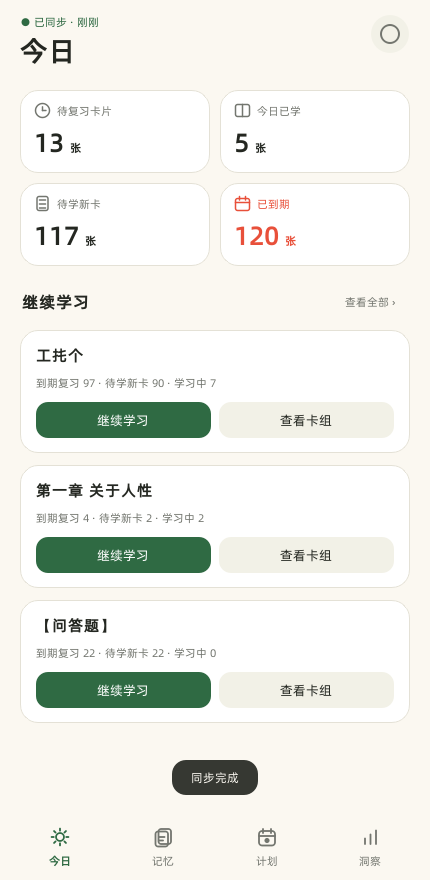 已同步 · 刚刚
今日
待复习卡片
13 张
今日已学
5 张
待学新卡
117 张
已到期
120 张
继续学习
查看全部 ›
工㧏个
到期复习 97 · 待学新卡 90 · 学习中 7
继续学习
查看卡组
第一章 关于人性
到期复习 4 · 待学新卡 2 · 学习中 2
继续学习
查看卡组
【问答题】
到期复习 22 · 待学新卡 22 · 学习中 0
继续学习
查看卡组
同步完成
今日
记忆
计划
洞察